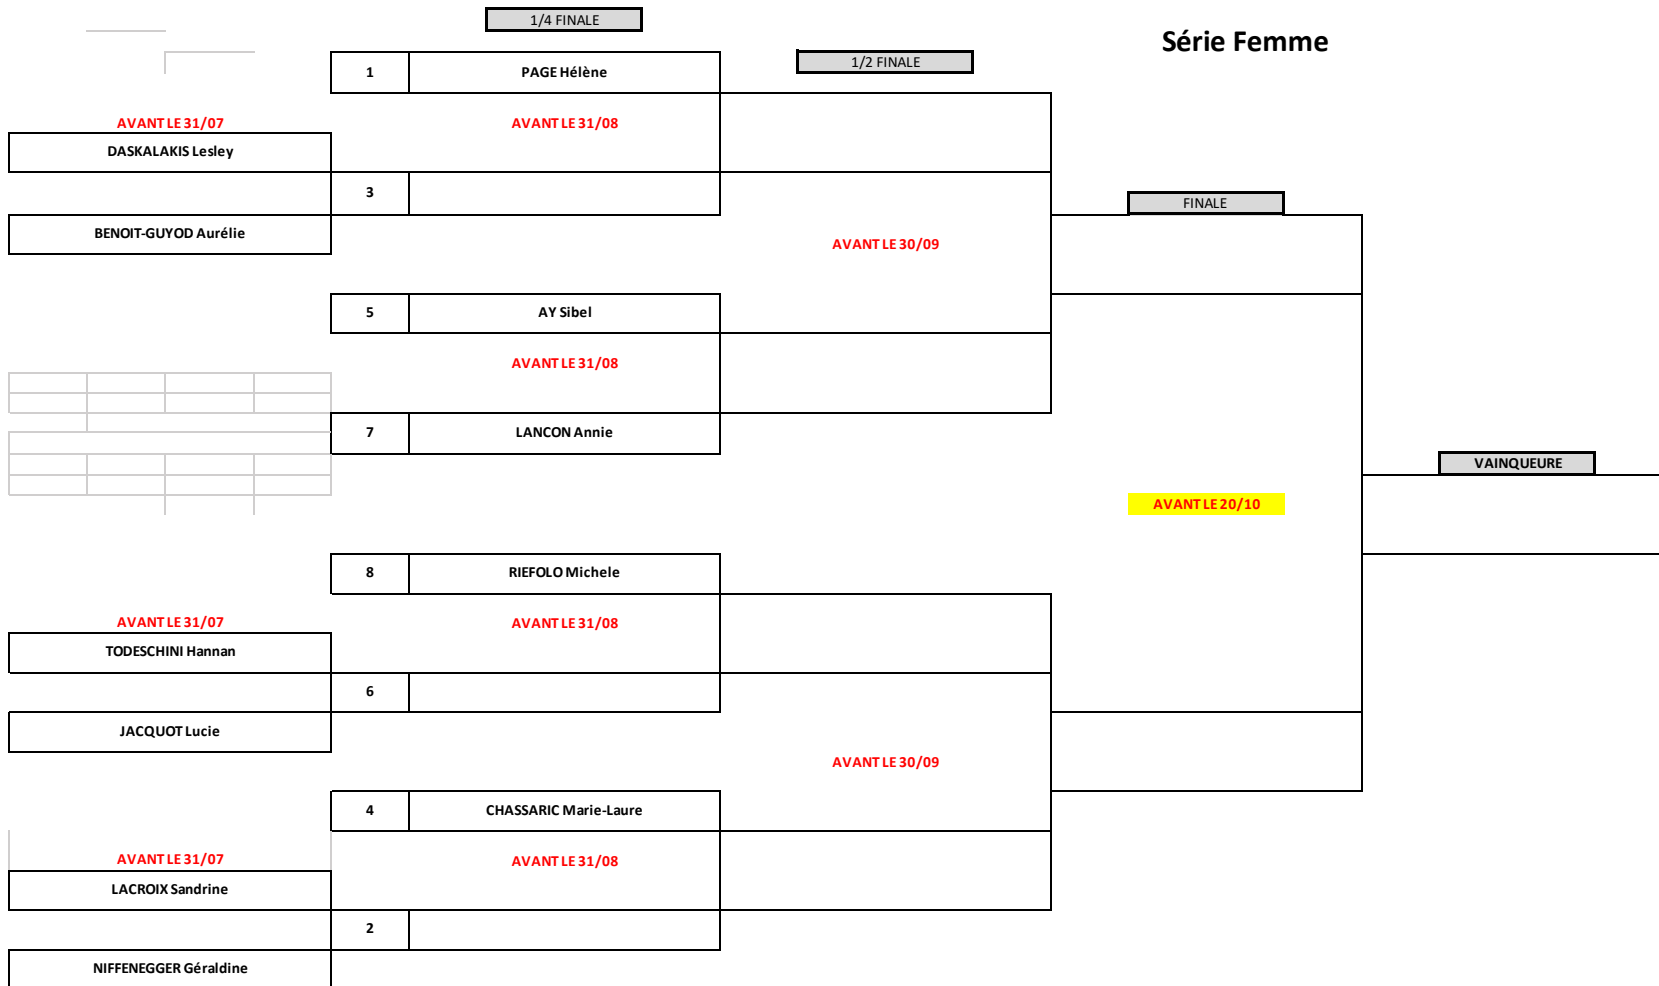 1/4 FINALE
Série Femme
1/2 FINALE
1 PAGE Hélène
AVANT LE 31/07
AVANT LE 31/08
DASKALAKIS Lesley
3
FINALE
BENOIT-GUYOD Aurélie
AVANT LE 30/09
5 AY Sibel
AVANT LE 31/08
7 LANCON Annie
VAINQUEURE
AVANT LE 20/10
8 RIEFOLO Michele
AVANT LE 31/07
AVANT LE 31/08
TODESCHINI Hannan
6
JACQUOT Lucie
AVANT LE 30/09
4 CHASSARIC Marie-Laure
AVANT LE 31/07
AVANT LE 31/08
LACROIX Sandrine
2
NIFFENEGGER Géraldine